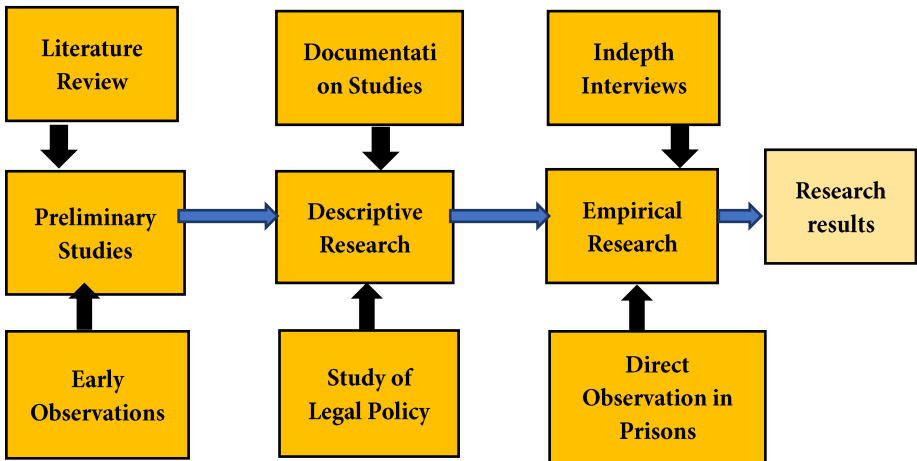 Literature
Review
Documentati
on Studies
Indepth
Interviews
Preliminary
Studies
Descriptive
Research
Empirical
Research
Research
results
Early
Observations
Study of
Legal Policy
Direct
Observation in
Prisons